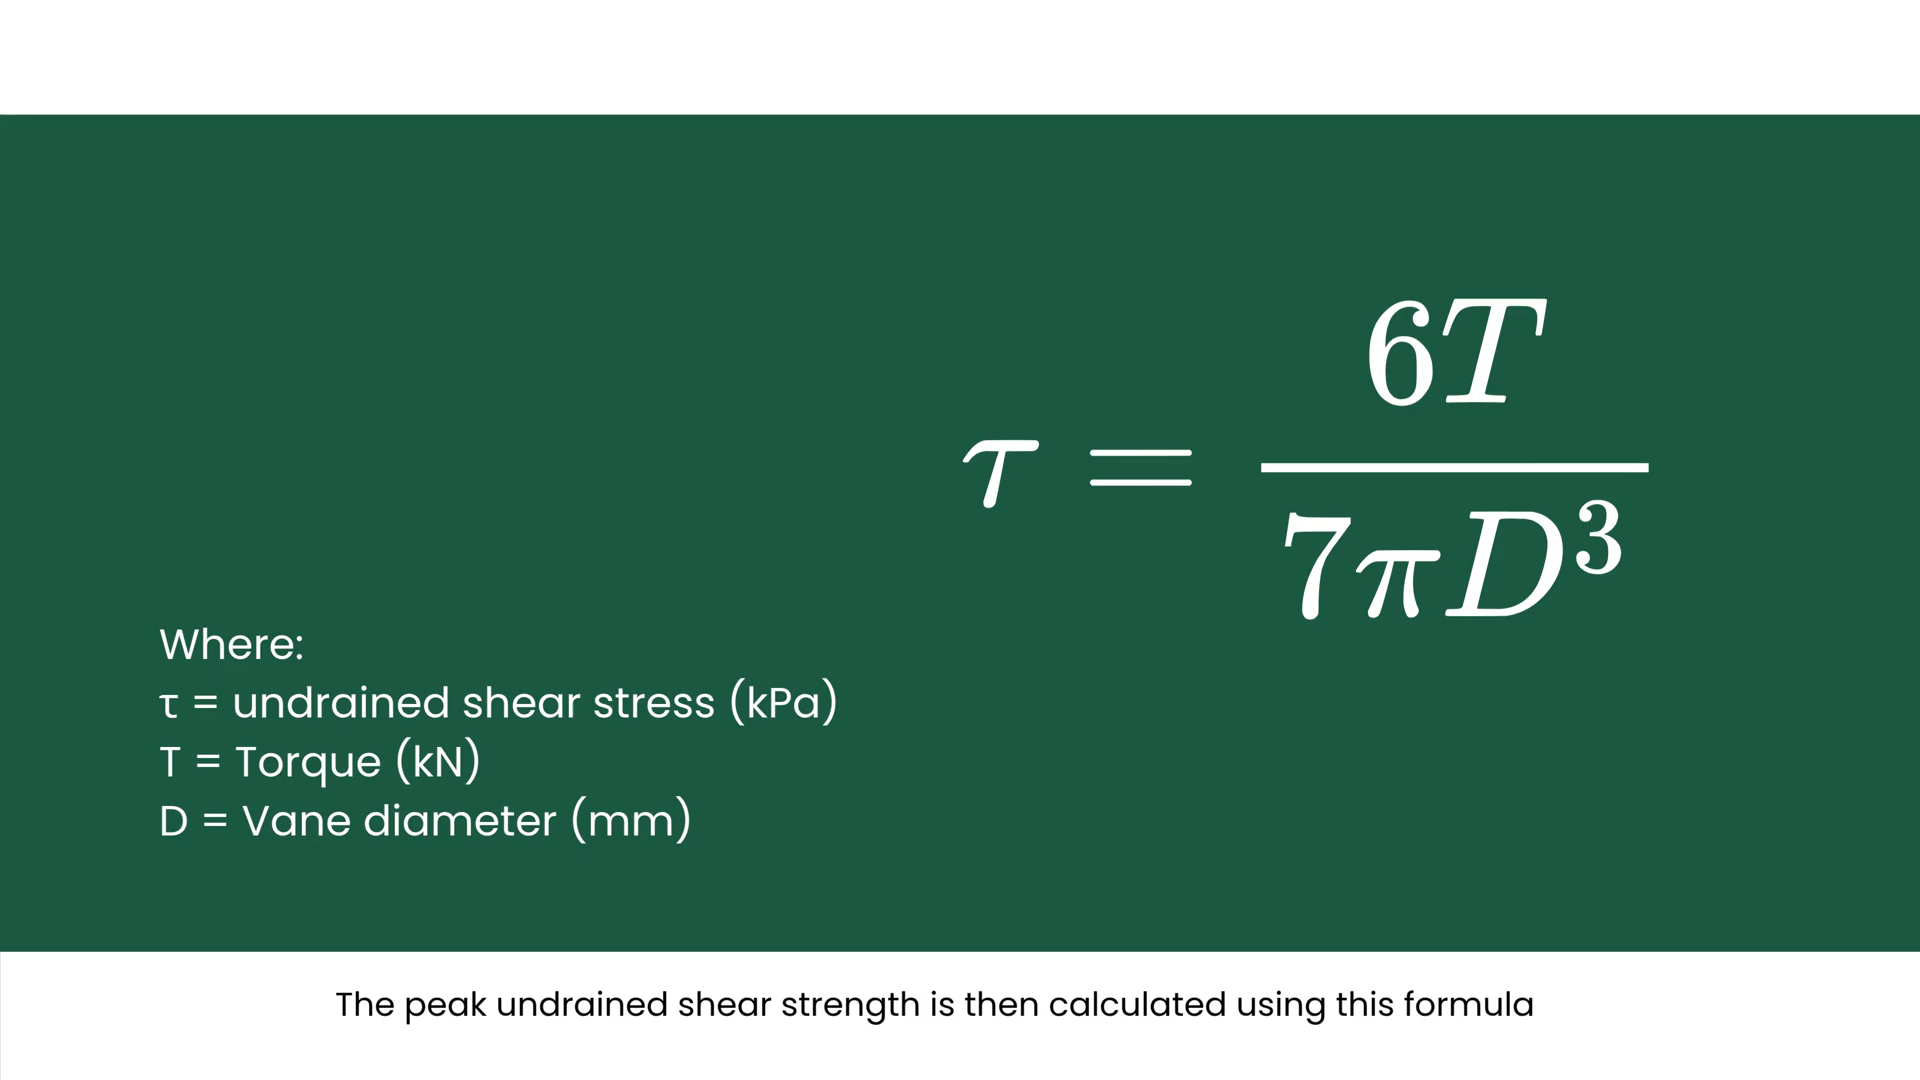 τ = 6T / 7πD³
Where:
τ = undrained shear stress (kPa)
T = Torque (kN)
D = Vane diameter (mm)
The peak undrained shear strength is then calculated using this formula